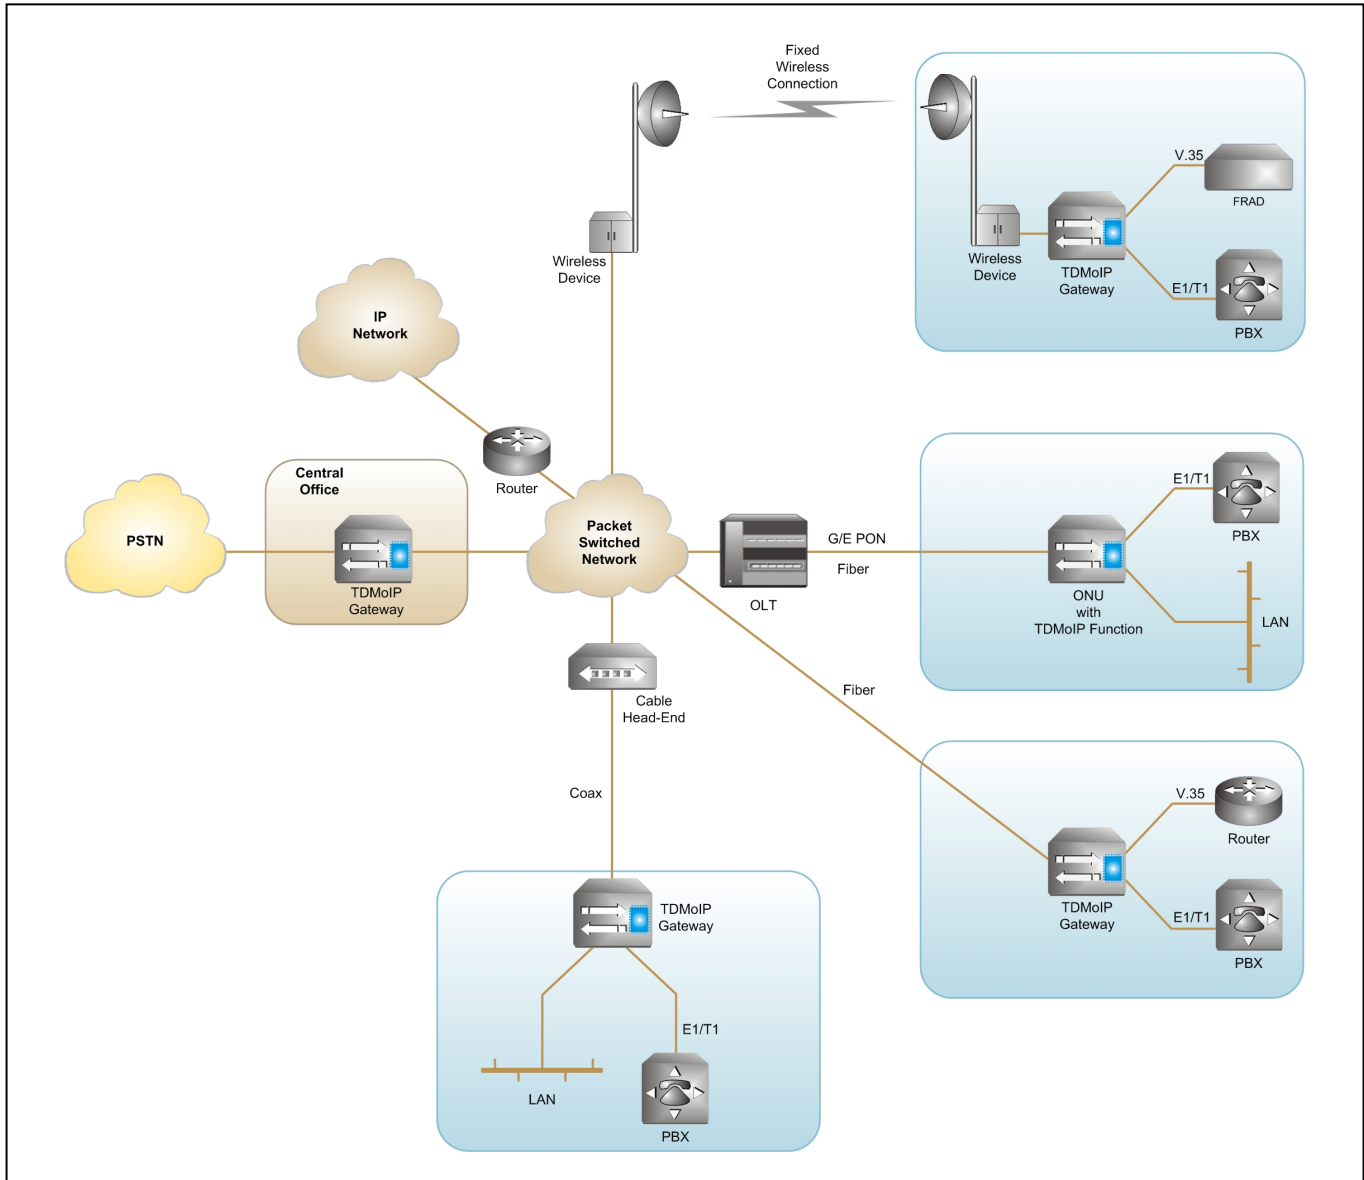 Fixed
Wireless
Connection
V.35
FRAD
Wireless
Device
Wireless
Device
TDMoIP
Gateway
E1/T1
PBX
IP
Network
Router
Central
Office
PSTN
TDMoIP
Gateway
Packet
Switched
Network
OLT
G/E PON
Fiber
E1/T1
PBX
ONU
with
TDMoIP Function
LAN
Cable
Head-End
Fiber
Coax
V.35
Router
TDMoIP
Gateway
E1/T1
PBX
TDMoIP
Gateway
E1/T1
LAN
PBX